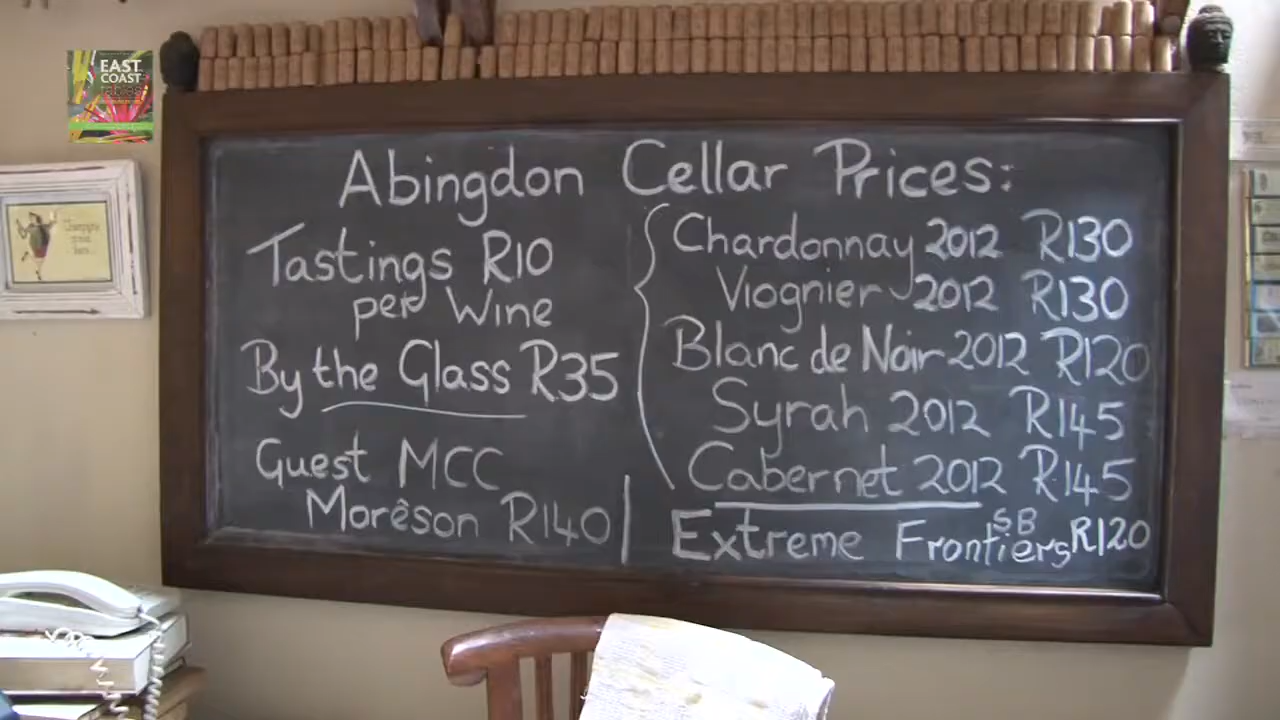 EAST
COAST
tables
Abingdon Cellar Prices:
Tastings R10
per Wine
By the Glass R35
Guest MCC
Morêson R140
Chardonnay 2012 R130
Viognier 2012 R130
Blanc de Noir 2012 R120
Syrah 2012 R145
Cabernet 2012 R145
Extreme Frontiers SB R120